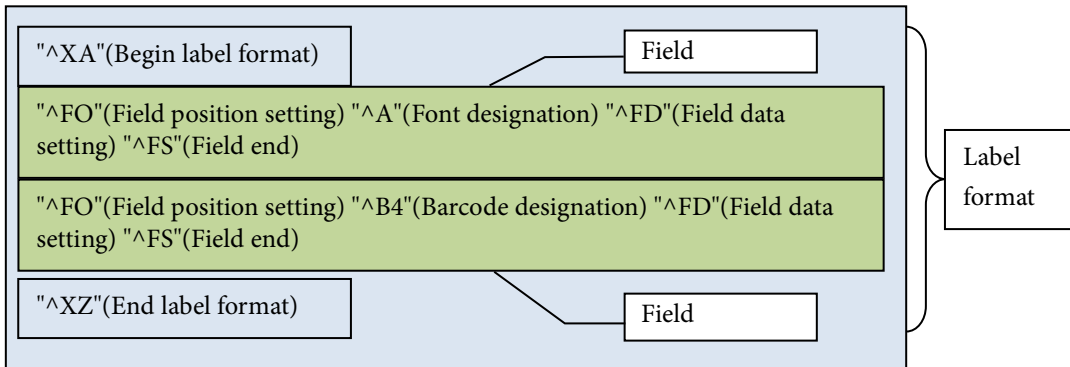 "^XA"(Begin label format)
Field
"^FO"(Field position setting) "^A"(Font designation) "^FD"(Field data
setting) "^FS"(Field end)
"^FO"(Field position setting) "^B4"(Barcode designation) "^FD"(Field data
setting) "^FS"(Field end)
Label
format
"^XZ"(End label format)
Field